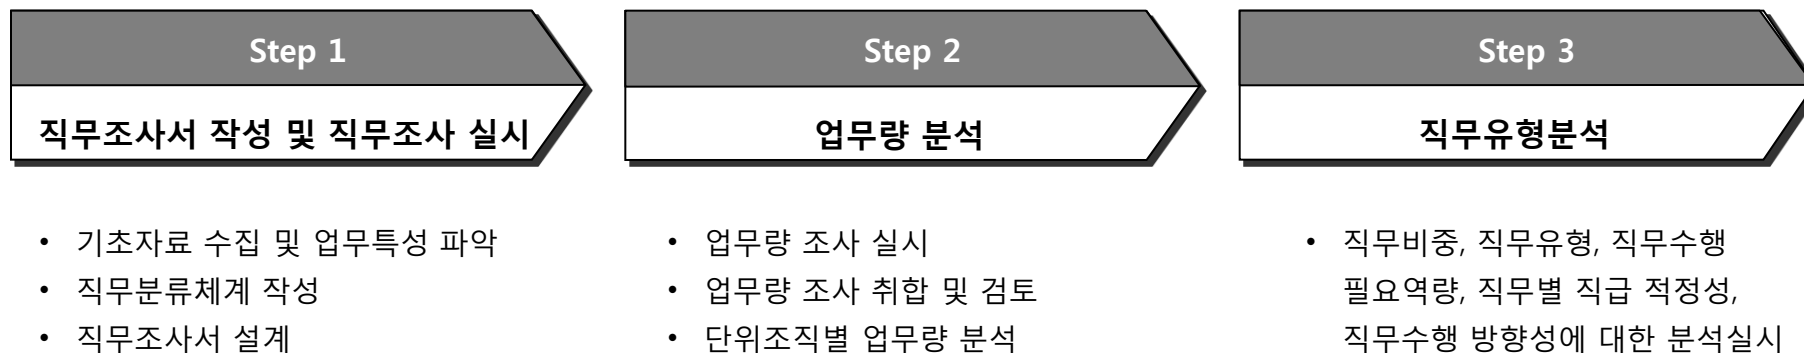 Step 1
직무조사서 작성 및 직무조사 실시
• 기초자료 수집 및 업무특성 파악
• 직무분류체계 작성
• 직무조사서 설계
Step 2
업무량 분석
• 업무량 조사 실시
• 업무량 조사 취합 및 검토
• 단위조직별 업무량 분석
Step 3
직무유형분석
• 직무비중, 직무유형, 직무수행
필요역량, 직무별 직급 적정성,
직무수행 방향성에 대한 분석실시